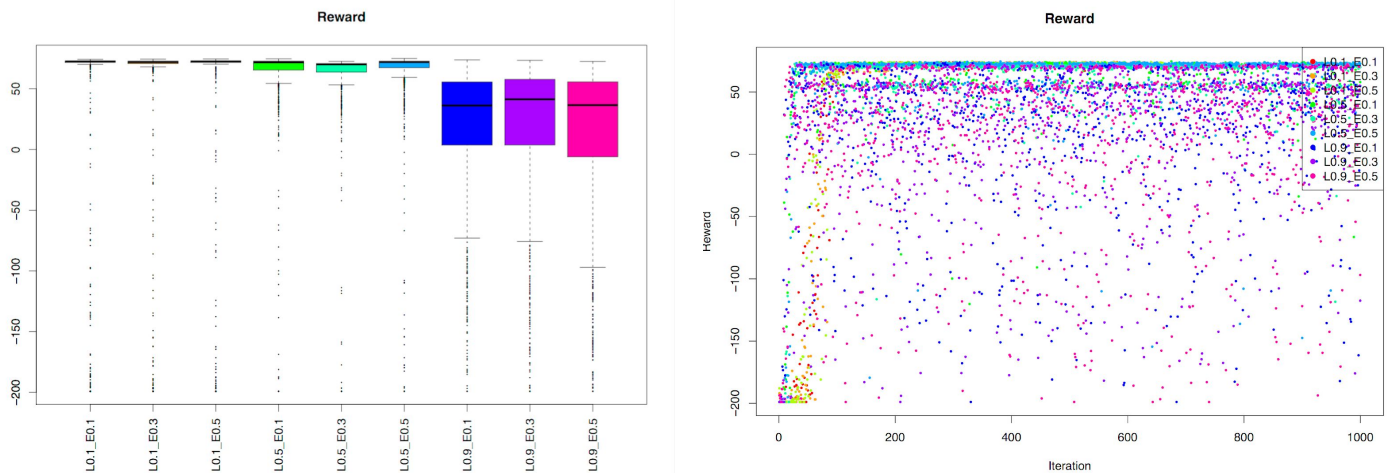 Reward
50
0
−50
−100
−150
−200
L0.1_E0.1
L0.1_E0.3
L0.1_E0.5
L0.5_E0.1
L0.5_E0.3
L0.5_E0.5
L0.9_E0.1
L0.9_E0.3
L0.9_E0.5
Reward
Reward
50
0
−50
−100
−150
−200
L0.1_E0.1
L0.1_E0.3
L0.1_E0.5
L0.5_E0.1
L0.5_E0.3
L0.5_E0.5
L0.9_E0.1
L0.9_E0.3
L0.9_E0.5
0
200
400
600
800
1000
Iteration